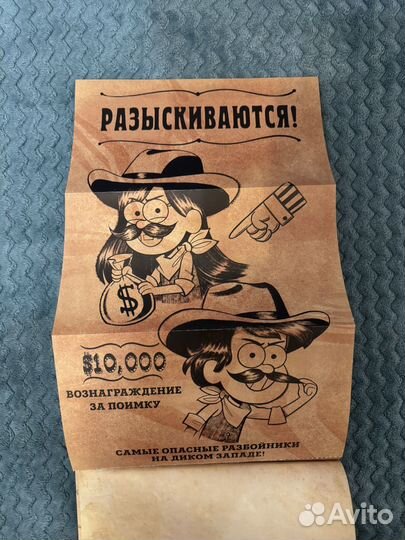 РАЗЫСКИВАЮТСЯ!
$
$10,000
ВОЗНАГРАЖДЕНИЕ
ЗА ПОИМКУ
САМЫЕ ОПАСНЫЕ РАЗБОЙНИКИ
НА ДИКОМ ЗАПАДЕ!
Avito